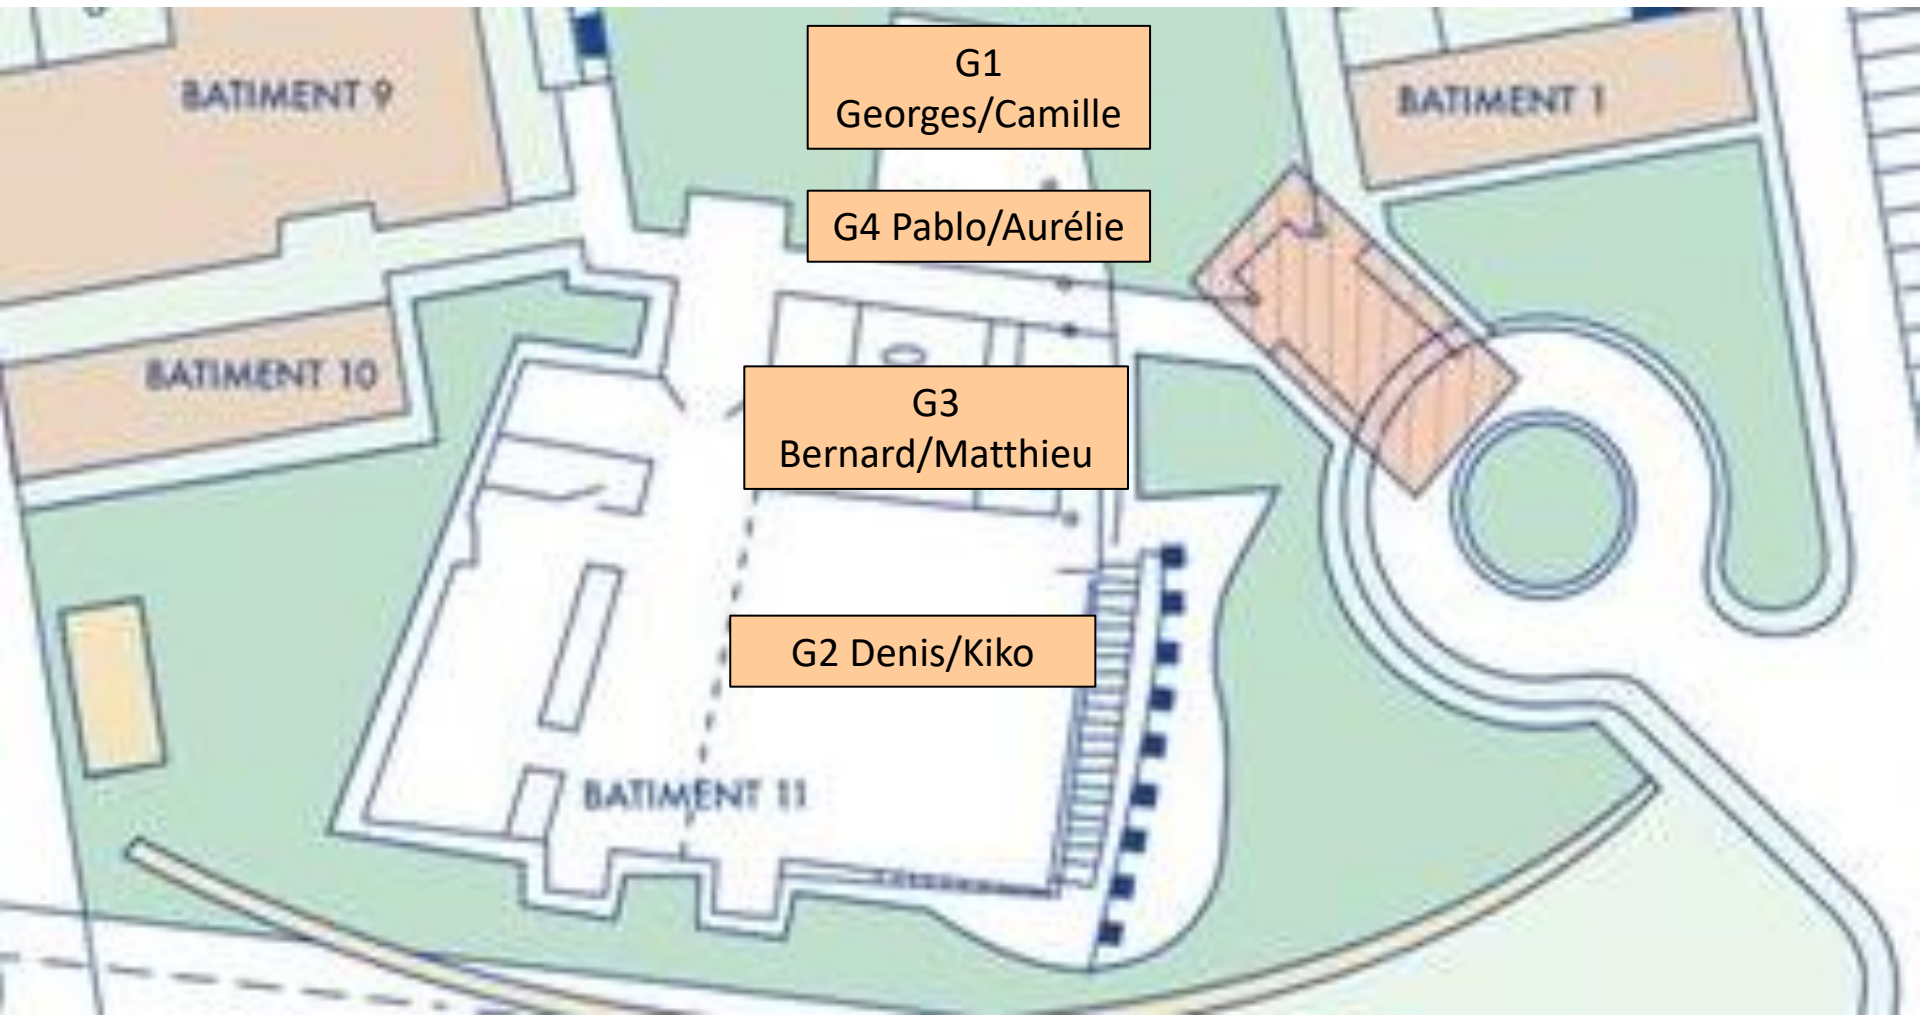 BATIMENT 9
G1
Georges/Camille
BATIMENT 1
G4 Pablo/Aurélie
BATIMENT 10
G3
Bernard/Matthieu
G2 Denis/Kiko
BATIMENT 11